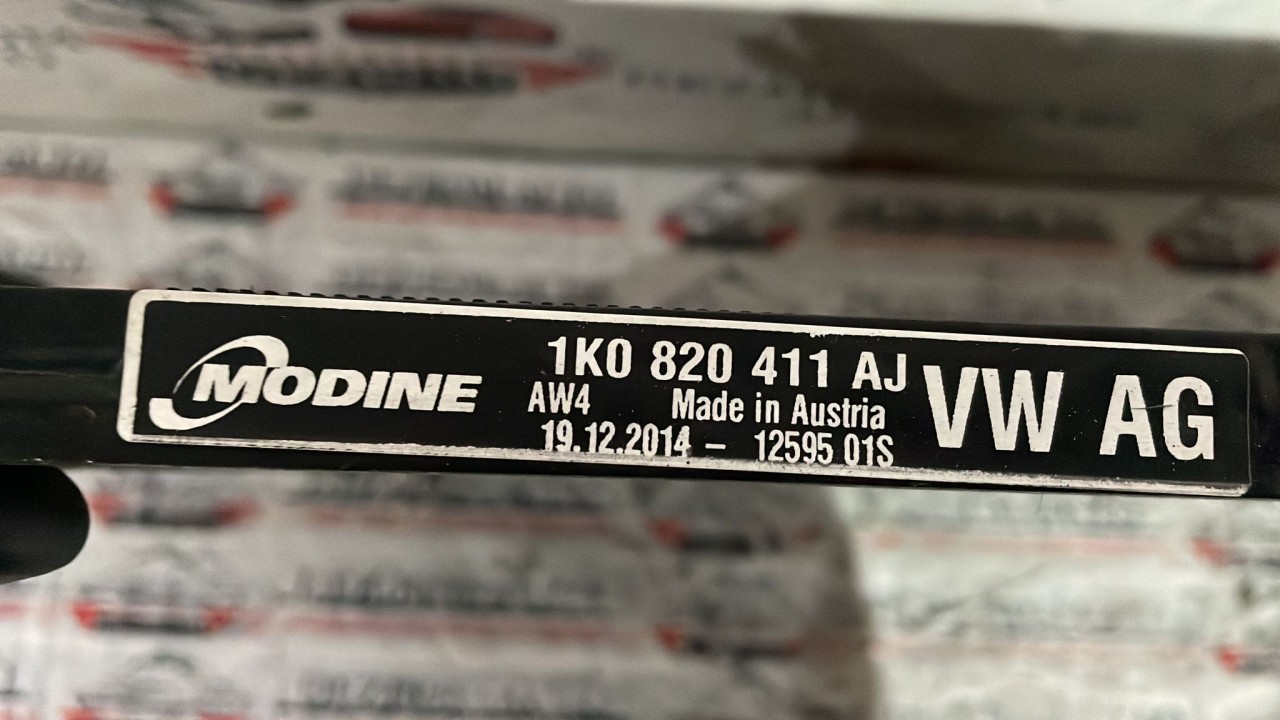 MODINE
1K0 820 411 AJ
AW4 Made in Austria
19.12.2014 - 12595 01S
VW AG